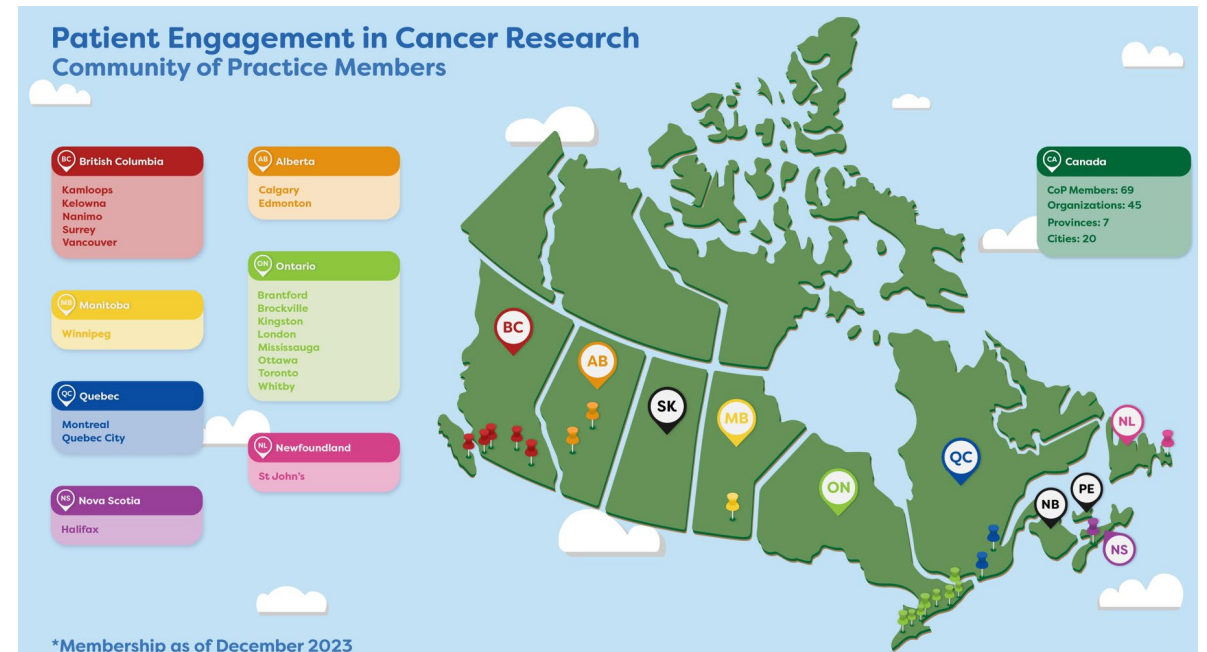 Patient Engagement in Cancer Research
Community of Practice Members
BC British Columbia
Kamloops
Kelowna
Nanimo
Surrey
Vancouver
AB Alberta
Calgary
Edmonton
ON Ontario
Brantford
Brockville
Kingston
London
Mississauga
Ottawa
Toronto
Whitby
MB Manitoba
Winnipeg
QC Quebec
Montreal
Quebec City
NL Newfoundland
St John's
NS Nova Scotia
Halifax
CA Canada
CoP Members: 69
Organizations: 45
Provinces: 7
Cities: 20
BC
AB
SK
MB
ON
QC
NL
NB
PE
NS
*Membership as of December 2023